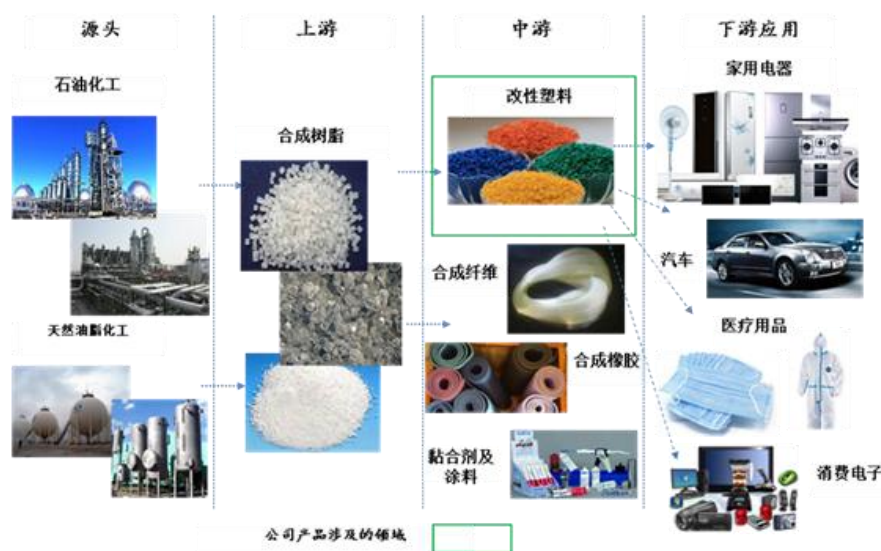 源头
上游
中游
下游应用
石油化工
合成树脂
改性塑料
家用电器
汽车
合成纤维
天然油脂化工
医疗用品
合成橡胶
黏合剂及
涂料
消费电子
公司产品涉及的领域